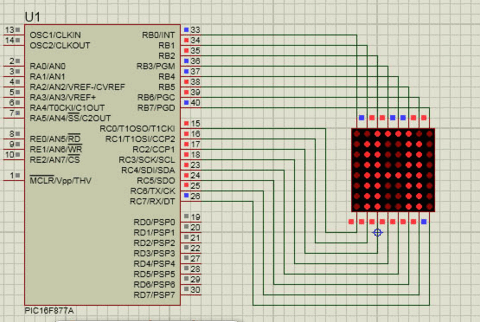 U1
13 OSC1/CLKIN RB0/INT 33
14 OSC2/CLKOUT RB1 34
RB2 35
2 RA0/AN0 RB3/PGM 36
3 RA1/AN1 RB4 37
4 RA2/AN2/VREF-/CVREF RB5 38
5 RA3/AN3/VREF+ RB6/PGC 39
6 RA4/T0CKI/C1OUT RB7/PGD 40
7 RA5/AN4/SS/C2OUT
RC0/T1OSO/T1CKI 15
8 RE0/AN5/RD RC1/T1OSI/CCP2 16
9 RE1/AN6/WR RC2/CCP1 17
10 RE2/AN7/CS RC3/SCK/SCL 18
RC4/SDI/SDA 23
1 MCLR/Vpp/THV RC5/SDO 24
RC6/TX/CK 25
RC7/RX/DT 26
RD0/PSP0 19
RD1/PSP1 20
RD2/PSP2 21
RD3/PSP3 22
RD4/PSP4 27
RD5/PSP5 28
RD6/PSP6 29
RD7/PSP7 30
PIC16F877A